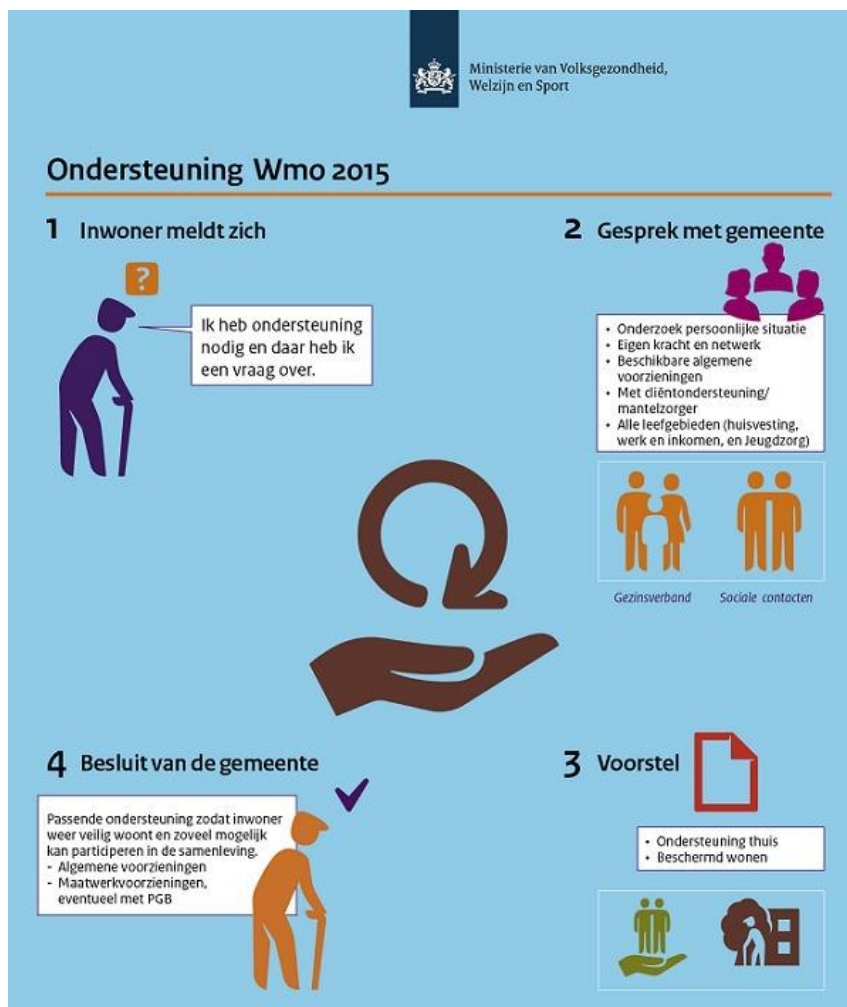 Ministerie van Volksgezondheid,
Welzijn en Sport
Ondersteuning Wmo 2015
1 Inwoner meldt zich
?
Ik heb ondersteuning
nodig en daar heb ik
een vraag over.
2 Gesprek met gemeente
• Onderzoek persoonlijke situatie
• Eigen kracht en netwerk
• Beschikbare algemene
voorzieningen
• Met cliëntondersteuning/
mantelzorger
• Alle leefgebieden (huisvesting,
werk en inkomen, en Jeugdzorg)
Gezinsverband
Sociale contacten
3 Voorstel
• Ondersteuning thuis
• Beschermd wonen
4 Besluit van de gemeente
Passende ondersteuning zodat inwoner
weer veilig woont en zoveel mogelijk
kan participeren in de samenleving.
- Algemene voorzieningen
- Maatwerkvoorzieningen,
eventueel met PGB